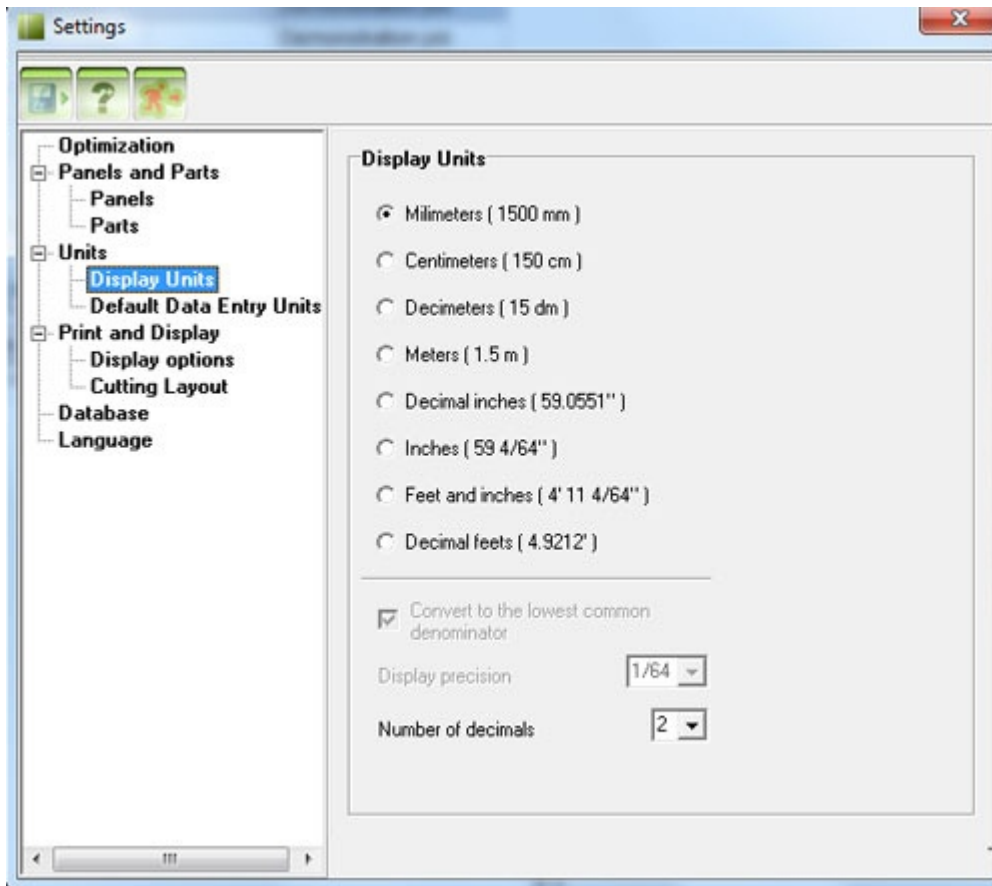 Settings
Optimization
Panels and Parts
Panels
Parts
Units
Display Units
Default Data Entry Units
Print and Display
Display options
Cutting Layout
Database
Language
Display Units
Milimeters ( 1500 mm )
Centimeters ( 150 cm )
Decimeters ( 15 dm )
Meters ( 1.5 m )
Decimal inches ( 59.0551'' )
Inches ( 59 4/64'' )
Feet and inches ( 4' 11 4/64'' )
Decimal feets ( 4.9212' )
Convert to the lowest common
denominator
Display precision
1/64
Number of decimals
2